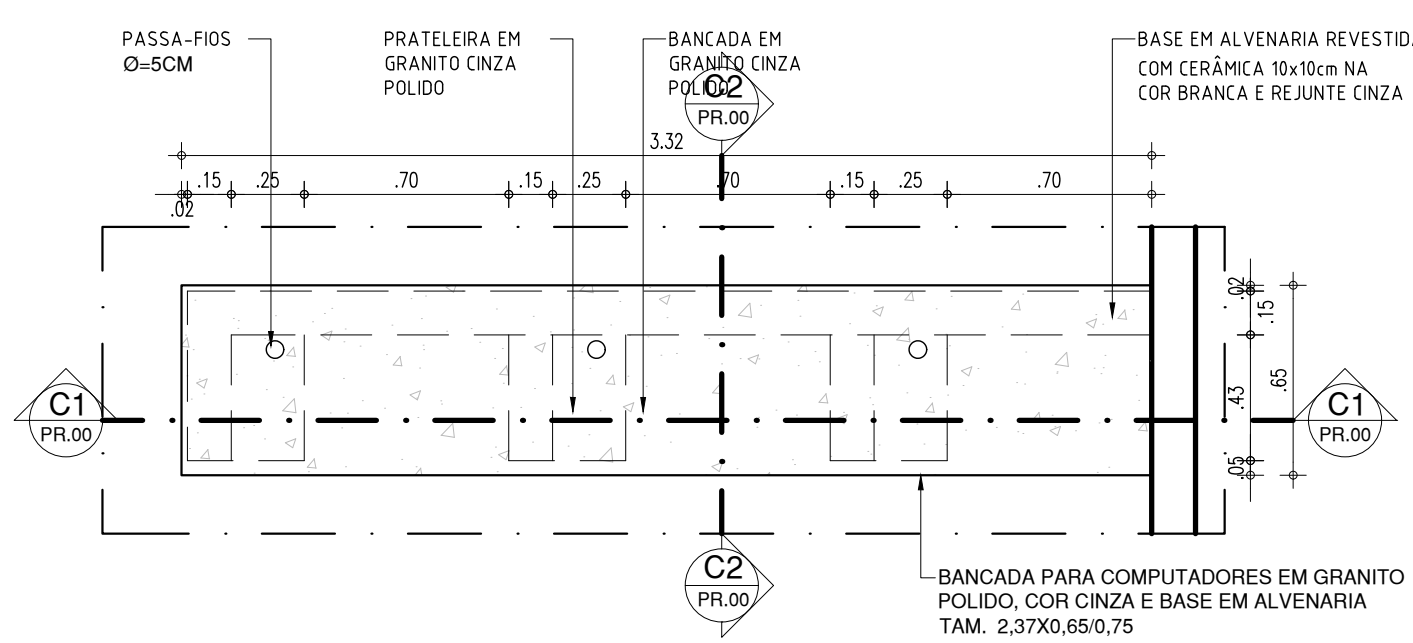 PASSA-FIOS
Ø=5CM
PRATELEIRA EM
GRANITO CINZA
POLIDO
BANCADA EM
GRANITO CINZA
POLIDO
BASE EM ALVENARIA REVESTID
COM CERÂMICA 10x10cm NA
COR BRANCA E REJUNTE CINZA
C2
PR.00
3.32
.15 .25 .70 .15 .25 .70 .15 .25 .70
.02
.02
.15
.43
.65
.05
C1
PR.00
C1
PR.00
C2
PR.00
BANCADA PARA COMPUTADORES EM GRANITO
POLIDO, COR CINZA E BASE EM ALVENARIA
TAM. 2,37X0,65/0,75